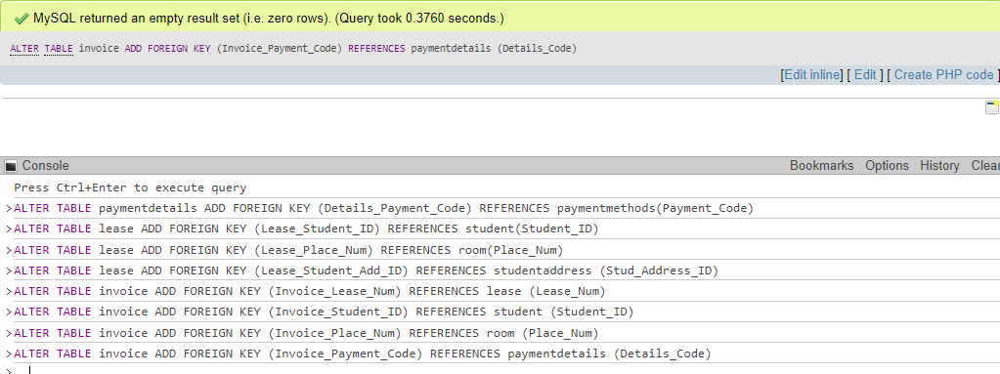 MySQL returned an empty result set (i.e. zero rows). (Query took 0.3760 seconds.)
ALTER TABLE invoice ADD FOREIGN KEY (Invoice_Payment_Code) REFERENCES paymentdetails (Details_Code)
[Edit inline] [ Edit ] [ Create PHP code ]
Console Bookmarks Options History Clear
Press Ctrl+Enter to execute query
>ALTER TABLE paymentdetails ADD FOREIGN KEY (Details_Payment_Code) REFERENCES paymentmethods(Payment_Code)
>ALTER TABLE lease ADD FOREIGN KEY (Lease_Student_ID) REFERENCES student(Student_ID)
>ALTER TABLE lease ADD FOREIGN KEY (Lease_Place_Num) REFERENCES room(Place_Num)
>ALTER TABLE lease ADD FOREIGN KEY (Lease_Student_Add_ID) REFERENCES studentaddress (Stud_Address_ID)
>ALTER TABLE invoice ADD FOREIGN KEY (Invoice_Lease_Num) REFERENCES lease (Lease_Num)
>ALTER TABLE invoice ADD FOREIGN KEY (Invoice_Student_ID) REFERENCES student (Student_ID)
>ALTER TABLE invoice ADD FOREIGN KEY (Invoice_Place_Num) REFERENCES room (Place_Num)
>ALTER TABLE invoice ADD FOREIGN KEY (Invoice_Payment_Code) REFERENCES paymentdetails (Details_Code)
>